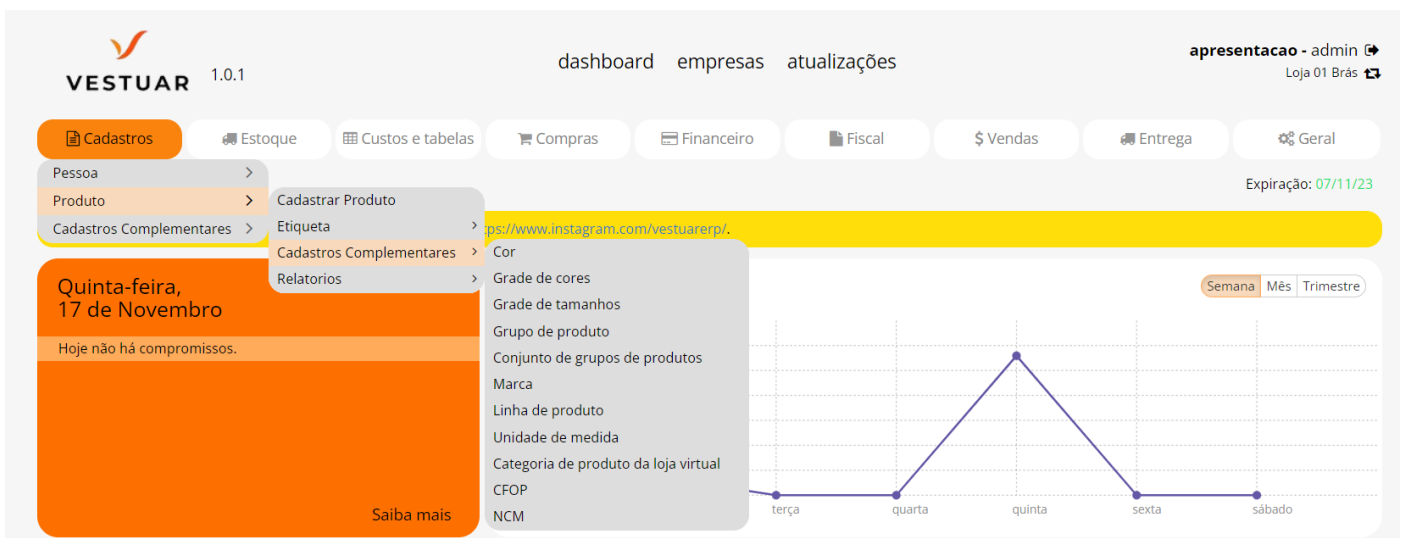 VESTUAR 1.0.1
dashboard empresas atualizações
apresentacao - admin
Loja 01 Brás
Cadastros Estoque Custos e tabelas Compras Financeiro Fiscal $ Vendas Entrega Geral
Pessoa
Produto
Cadastros Complementares
Cadastrar Produto
Etiqueta
Cadastros Complementares
Relatorios
Cor
Grade de cores
Grade de tamanhos
Grupo de produto
Conjunto de grupos de produtos
Marca
Linha de produto
Unidade de medida
Categoria de produto da loja virtual
CFOP
NCM
Expiração: 07/11/23
tps://www.instagram.com/vestuarerp/.
Quinta-feira,
17 de Novembro
Hoje não há compromissos.
Saiba mais
Semana Mês Trimestre
terça quarta quinta sexta sábado